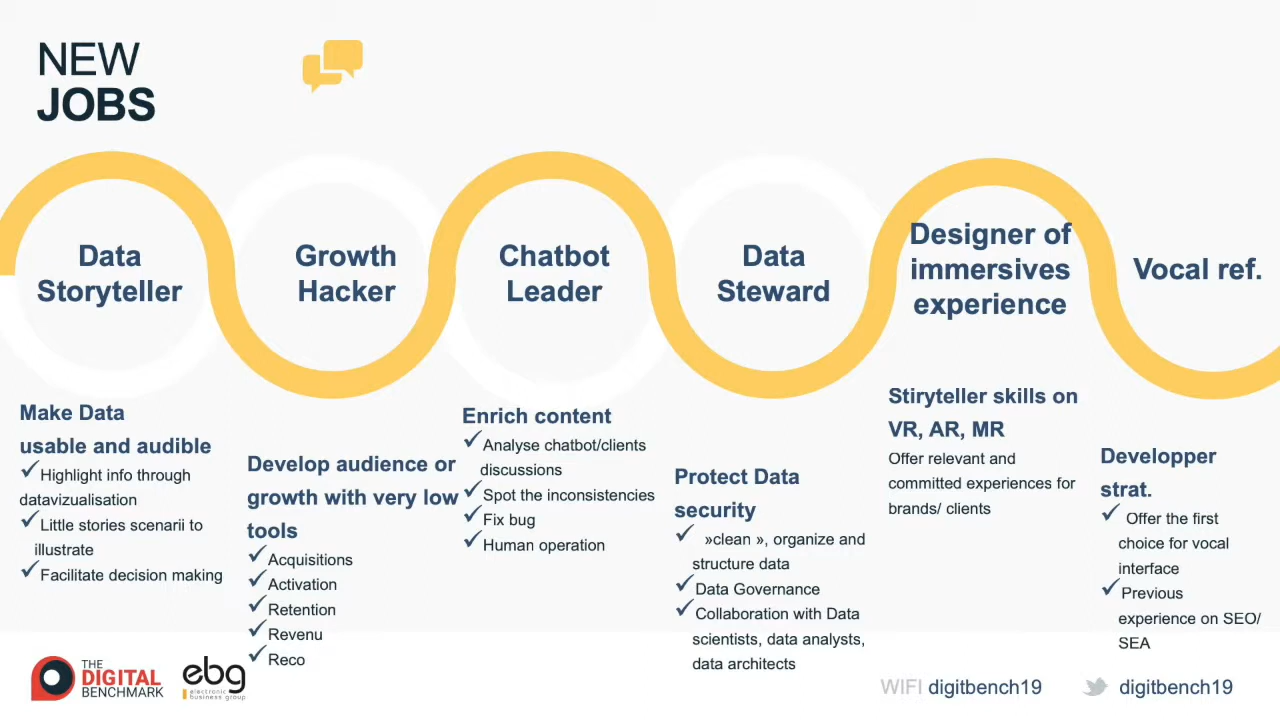 NEW
JOBS
Data
Storyteller
Growth
Hacker
Chatbot
Leader
Data
Steward
Designer of
immersives
experience
Vocal ref.
Make Data
usable and audible
✓Highlight info through
datavizualisation
✓Little stories scenarii to
illustrate
✓Facilitate decision making
Develop audience or
growth with very low
tools
✓Acquisitions
✓Activation
✓Retention
✓Revenu
✓Reco
Enrich content
✓Analyse chatbot/clients
discussions
✓Spot the inconsistencies
✓Fix bug
✓Human operation
Protect Data
security
✓ »clean », organize and
structure data
✓Data Governance
✓Collaboration with Data
scientists, data analysts,
data architects
Stiryteller skills on
VR, AR, MR
Offer relevant and
committed experiences for
brands/ clients
Developper
strat.
✓ Offer the first
choice for vocal
interface
✓Previous
experience on SEO/
SEA
THE
DIGITAL
BENCHMARK
ebg
electronic
business group
WIFI digitbench19
digitbench19